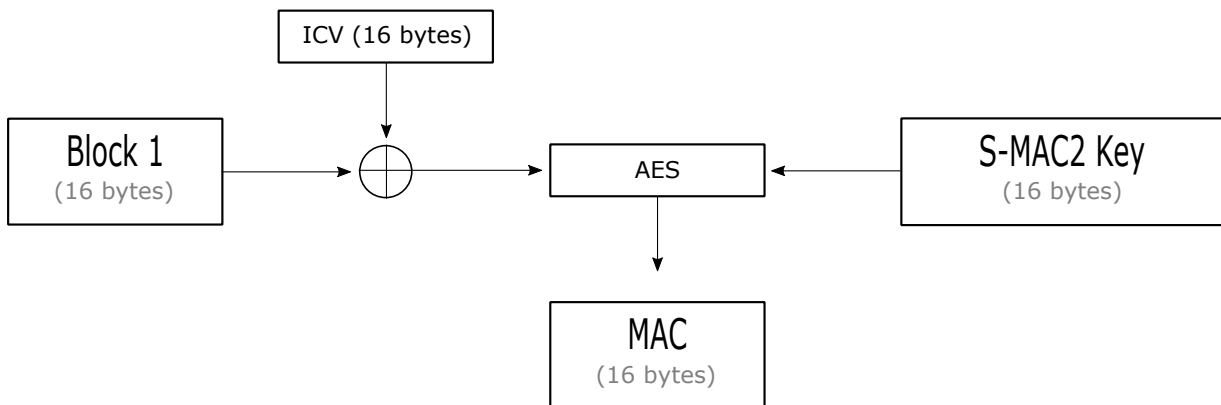 ICV (16 bytes)
Block 1
(16 bytes)
AES
S-MAC2 Key
(16 bytes)
MAC
(16 bytes)